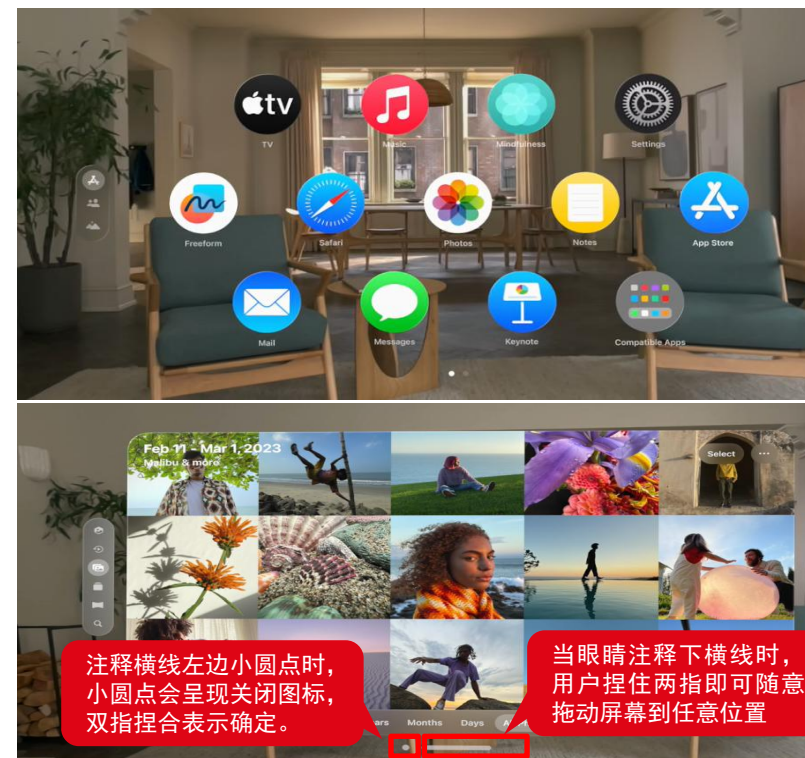 tv
TV
Music
Mindfulness
Settings
Freeform
Safari
Photos
Notes
App Store
Mail
Messages
Keynote
Compatible Apps
Feb 11 - Mar 1, 2023
Malibu & more
Select
注释横线左边小圆点时，
小圆点会呈现关闭图标，
双指捏合表示确定。
当眼睛注释下横线时，
用户捏住两指即可随意
拖动屏幕到任意位置
Months
Days